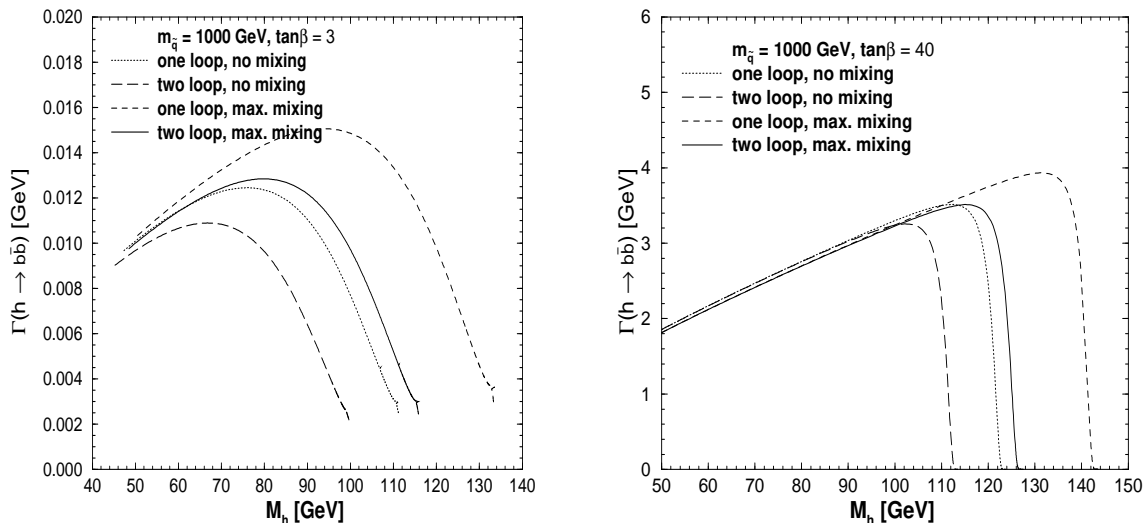 0.020
0.018
0.016
0.014
0.012
0.010
0.008
0.006
0.004
0.002
0.000
Γ(h → bb̄) [GeV]
m_q̃ = 1000 GeV, tanβ = 3
one loop, no mixing
two loop, no mixing
one loop, max. mixing
two loop, max. mixing
40 50 60 70 80 90 100 110 120 130 140
M_h [GeV]
6
5
4
3
2
1
0
Γ(h → bb̄) [GeV]
m_q̃ = 1000 GeV, tanβ = 40
one loop, no mixing
two loop, no mixing
one loop, max. mixing
two loop, max. mixing
50 60 70 80 90 100 110 120 130 140 150
M_h [GeV]